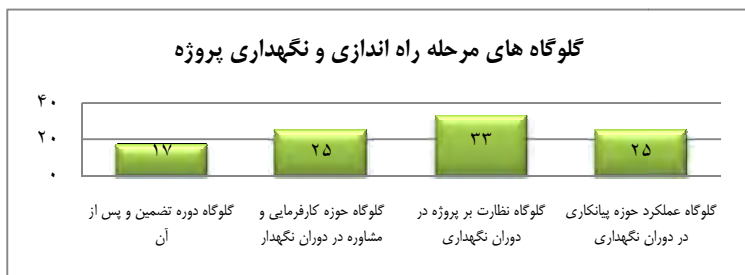 گلوگاه های مرحله راه اندازی و نگهداری پروژه
۴۰
۲۰
۰
۱۷
۲۵
۳۳
۲۵
گلوگاه دوره تضمین و پس از
آن
گلوگاه حوزه کارفرمایی و
مشاوره در دوران نگهدار
گلوگاه نظارت بر پروژه در
دوران نگهداری
گلوگاه عملکرد حوزه پیانکاری
در دوران نگهداری